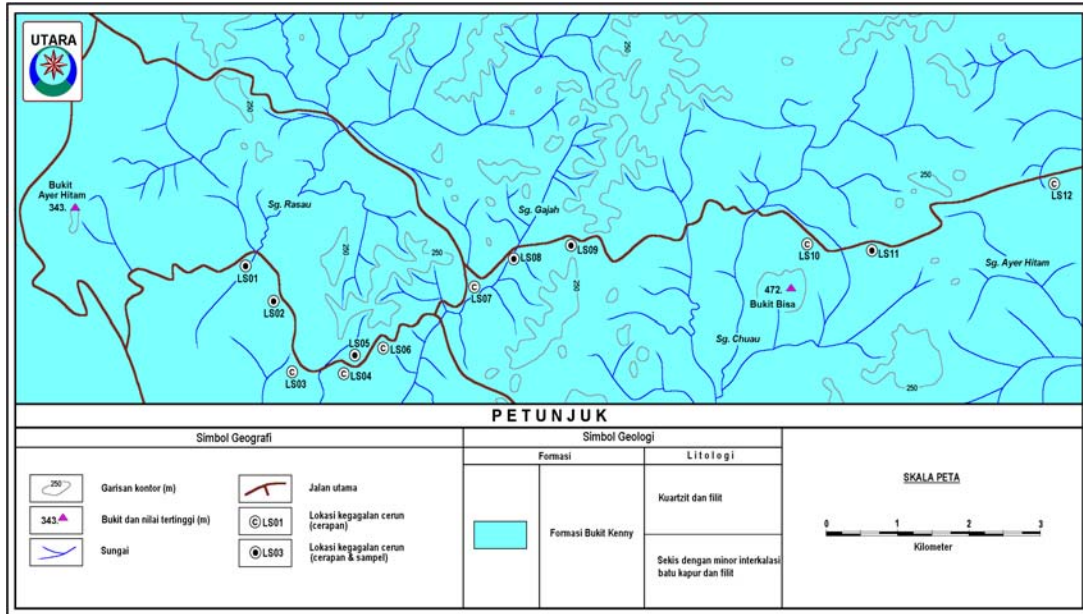 UTARA
250
250
250
Bukit
Ayer Hitam
343.
Sg. Rasau
Sg. Gajah
250
250
250
LS12
LS01
LS02
LS08
LS09
LS07
LS10
LS11
Sg. Ayer Hitam
250
472.
Bukit Bisa
LS05
LS06
LS03
LS04
Sg. Chuau
250
PETUNJUK
Simbol Geografi
250
Garisan kontor (m)
343.
Bukit dan nilai tertinggi (m)
Sungai
Jalan utama
C LS01
Lokasi kegagalan cerun
(cerapan)
LS03
Lokasi kegagalan cerun
(cerapan & sampel)
Simbol Geologi
Formasi
Litologi
Formasi Bukit Kenny
Kuartzit dan filit
Sekis dengan minor interkalasi
batu kapur dan filit
SKALA PETA
0 1 2 3
Kilometer